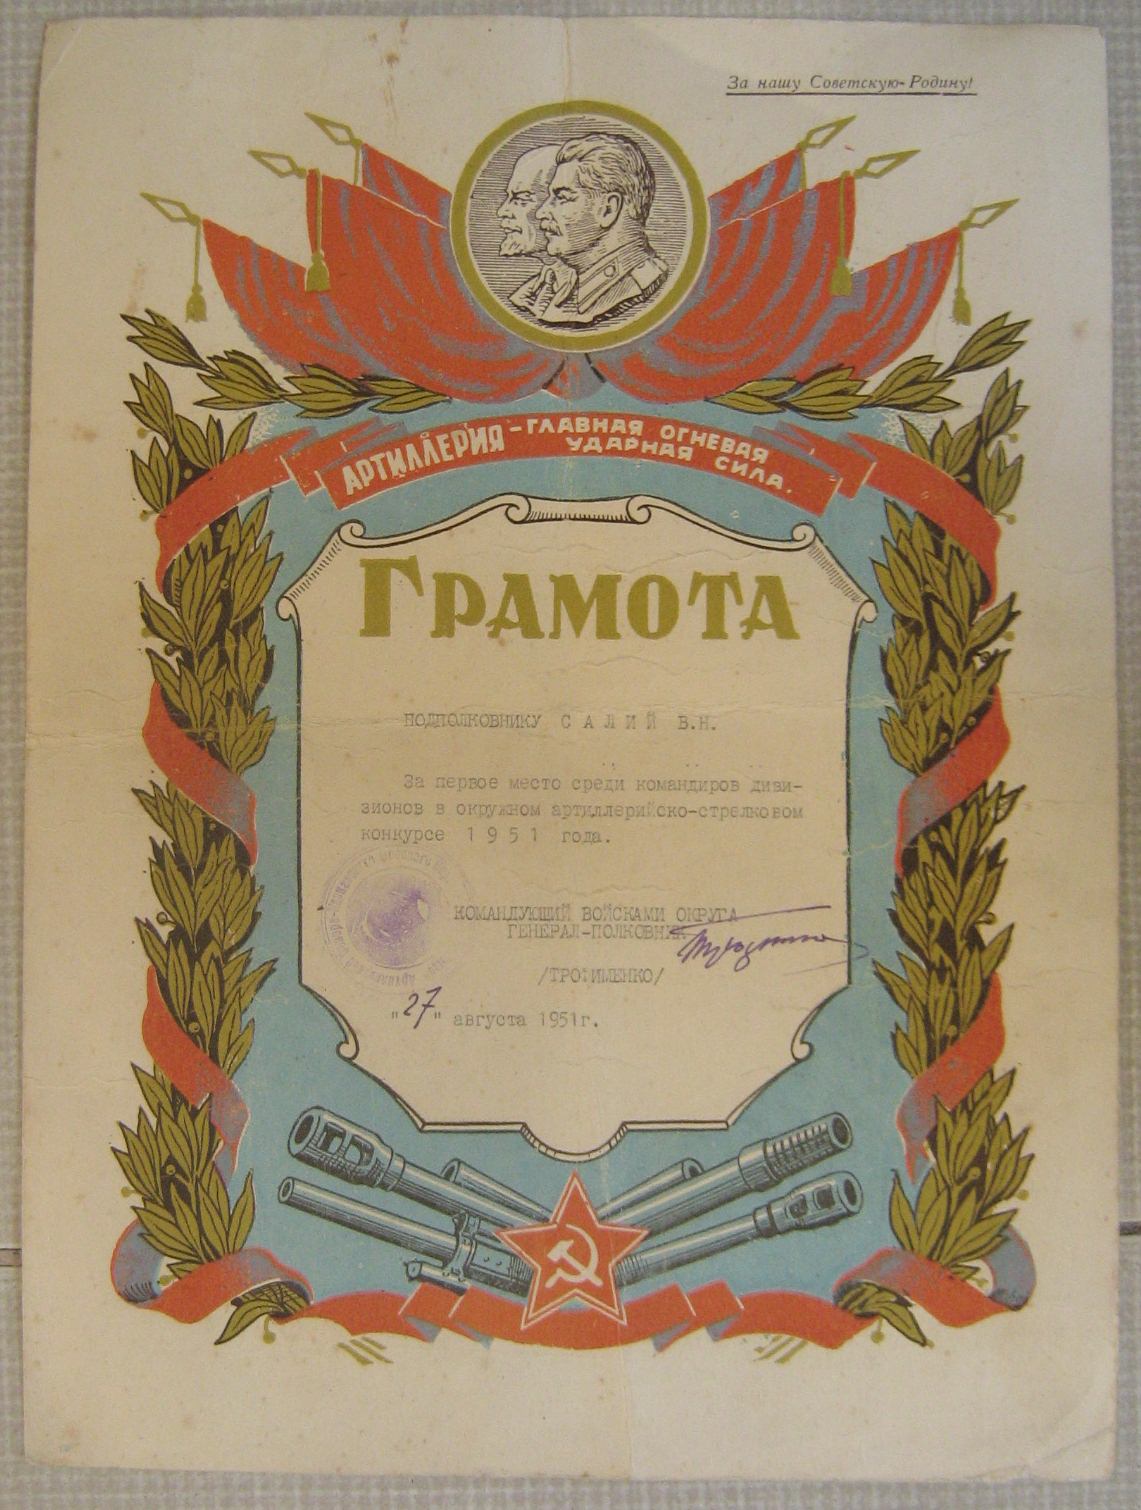 За нашу Советскую Родину!
АРТИЛЛЕРИЯ - ГЛАВНАЯ ОГНЕВАЯ
УДАРНАЯ СИЛА.
ГРАМОТА
ПОДПОЛКОВНИКУ САЛИЙ В.Н.
За первое место среди командиров диви-
зионов в окружном артиллерийско-стрелковом
конкурсе 1951 года.
КОМАНДУЮЩИЙ ВОЙСКАМИ ОКРУГА
ГЕНЕРАЛ-ПОЛКОВНИК
/ТРОФИМЕНКО/
"27" августа 1951г.